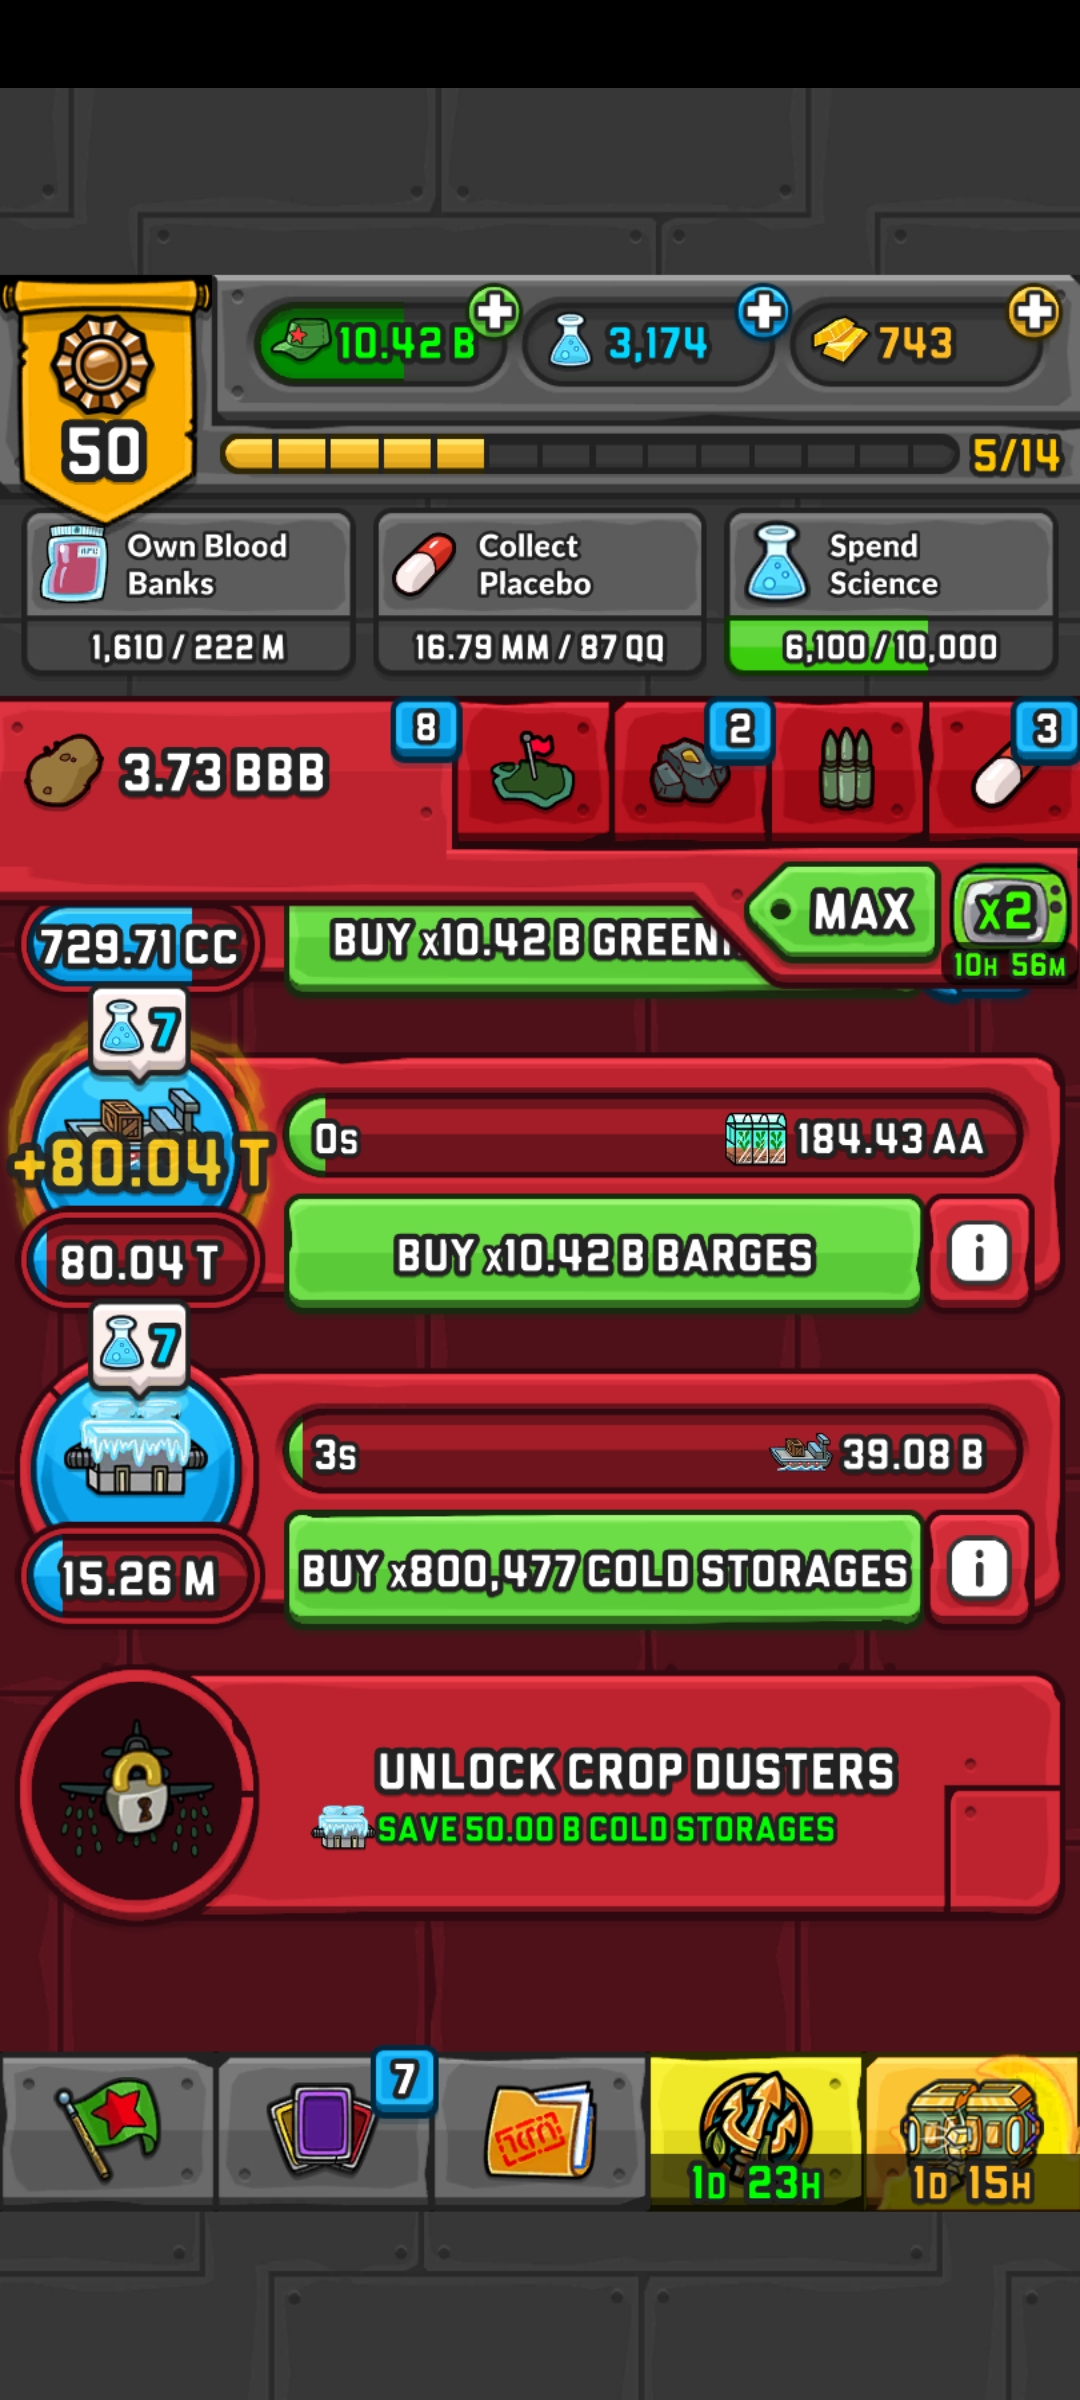 10.42 B
3,174
743
50
5/14
Own Blood
Banks
1,610 / 222 M
Collect
Placebo
16.79 MM / 87 QQ
Spend
Science
6,100 / 10,000
3.73 BBB
8
2
3
MAX
x2
10H 56M
729.71 CC
BUY x10.42 B GREEN
7
+80.04 T
0s
184.43 AA
80.04 T
BUY x10.42 B BARGES
i
7
3s
39.08 B
15.26 M
BUY x800,477 COLD STORAGES
i
UNLOCK CROP DUSTERS
SAVE 50.00 B COLD STORAGES
7
1D 23H
1D 15H